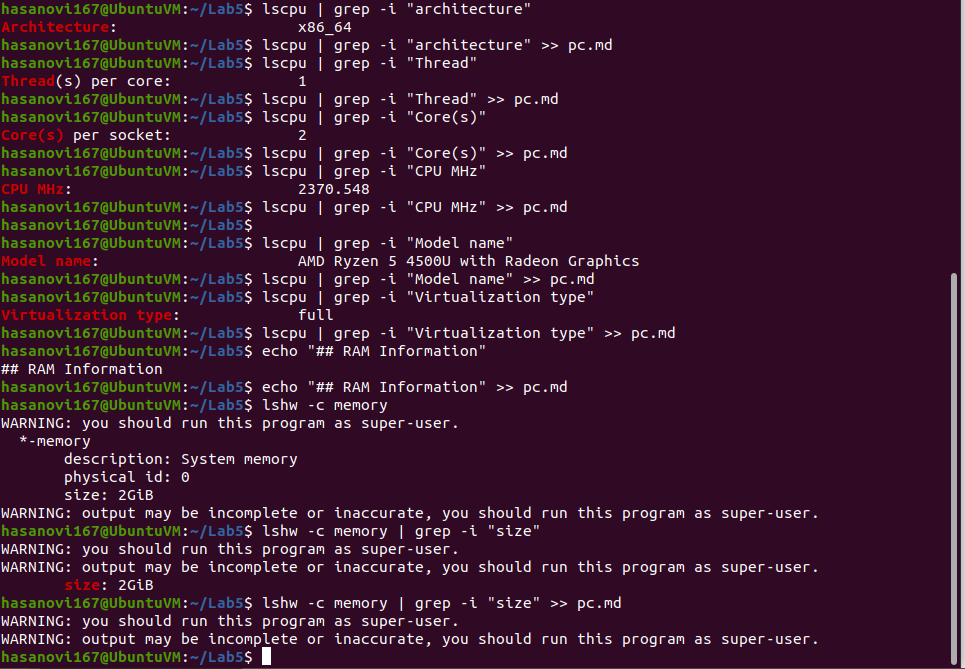 hasanovi167@UbuntuVM:~/Lab5$ lscpu | grep -i "architecture"
Architecture:                    x86_64
hasanovi167@UbuntuVM:~/Lab5$ lscpu | grep -i "architecture" >> pc.md
hasanovi167@UbuntuVM:~/Lab5$ lscpu | grep -i "Thread"
Thread(s) per core:              1
hasanovi167@UbuntuVM:~/Lab5$ lscpu | grep -i "Thread" >> pc.md
hasanovi167@UbuntuVM:~/Lab5$ lscpu | grep -i "Core(s)"
Core(s) per socket:              2
hasanovi167@UbuntuVM:~/Lab5$ lscpu | grep -i "Core(s)" >> pc.md
hasanovi167@UbuntuVM:~/Lab5$ lscpu | grep -i "CPU MHz"
CPU MHz:                         2370.548
hasanovi167@UbuntuVM:~/Lab5$ lscpu | grep -i "CPU MHz" >> pc.md
hasanovi167@UbuntuVM:~/Lab5$
hasanovi167@UbuntuVM:~/Lab5$ lscpu | grep -i "Model name"
Model name:                      AMD Ryzen 5 4500U with Radeon Graphics
hasanovi167@UbuntuVM:~/Lab5$ lscpu | grep -i "Model name" >> pc.md
hasanovi167@UbuntuVM:~/Lab5$ lscpu | grep -i "Virtualization type"
Virtualization type:             full
hasanovi167@UbuntuVM:~/Lab5$ lscpu | grep -i "Virtualization type" >> pc.md
hasanovi167@UbuntuVM:~/Lab5$ echo "## RAM Information"
## RAM Information
hasanovi167@UbuntuVM:~/Lab5$ echo "## RAM Information" >> pc.md
hasanovi167@UbuntuVM:~/Lab5$ lshw -c memory
WARNING: you should run this program as super-user.
  *-memory
       description: System memory
       physical id: 0
       size: 2GiB
WARNING: output may be incomplete or inaccurate, you should run this program as super-user.
hasanovi167@UbuntuVM:~/Lab5$ lshw -c memory | grep -i "size"
WARNING: you should run this program as super-user.
WARNING: output may be incomplete or inaccurate, you should run this program as super-user.
       size: 2GiB
hasanovi167@UbuntuVM:~/Lab5$ lshw -c memory | grep -i "size" >> pc.md
WARNING: you should run this program as super-user.
WARNING: output may be incomplete or inaccurate, you should run this program as super-user.
hasanovi167@UbuntuVM:~/Lab5$